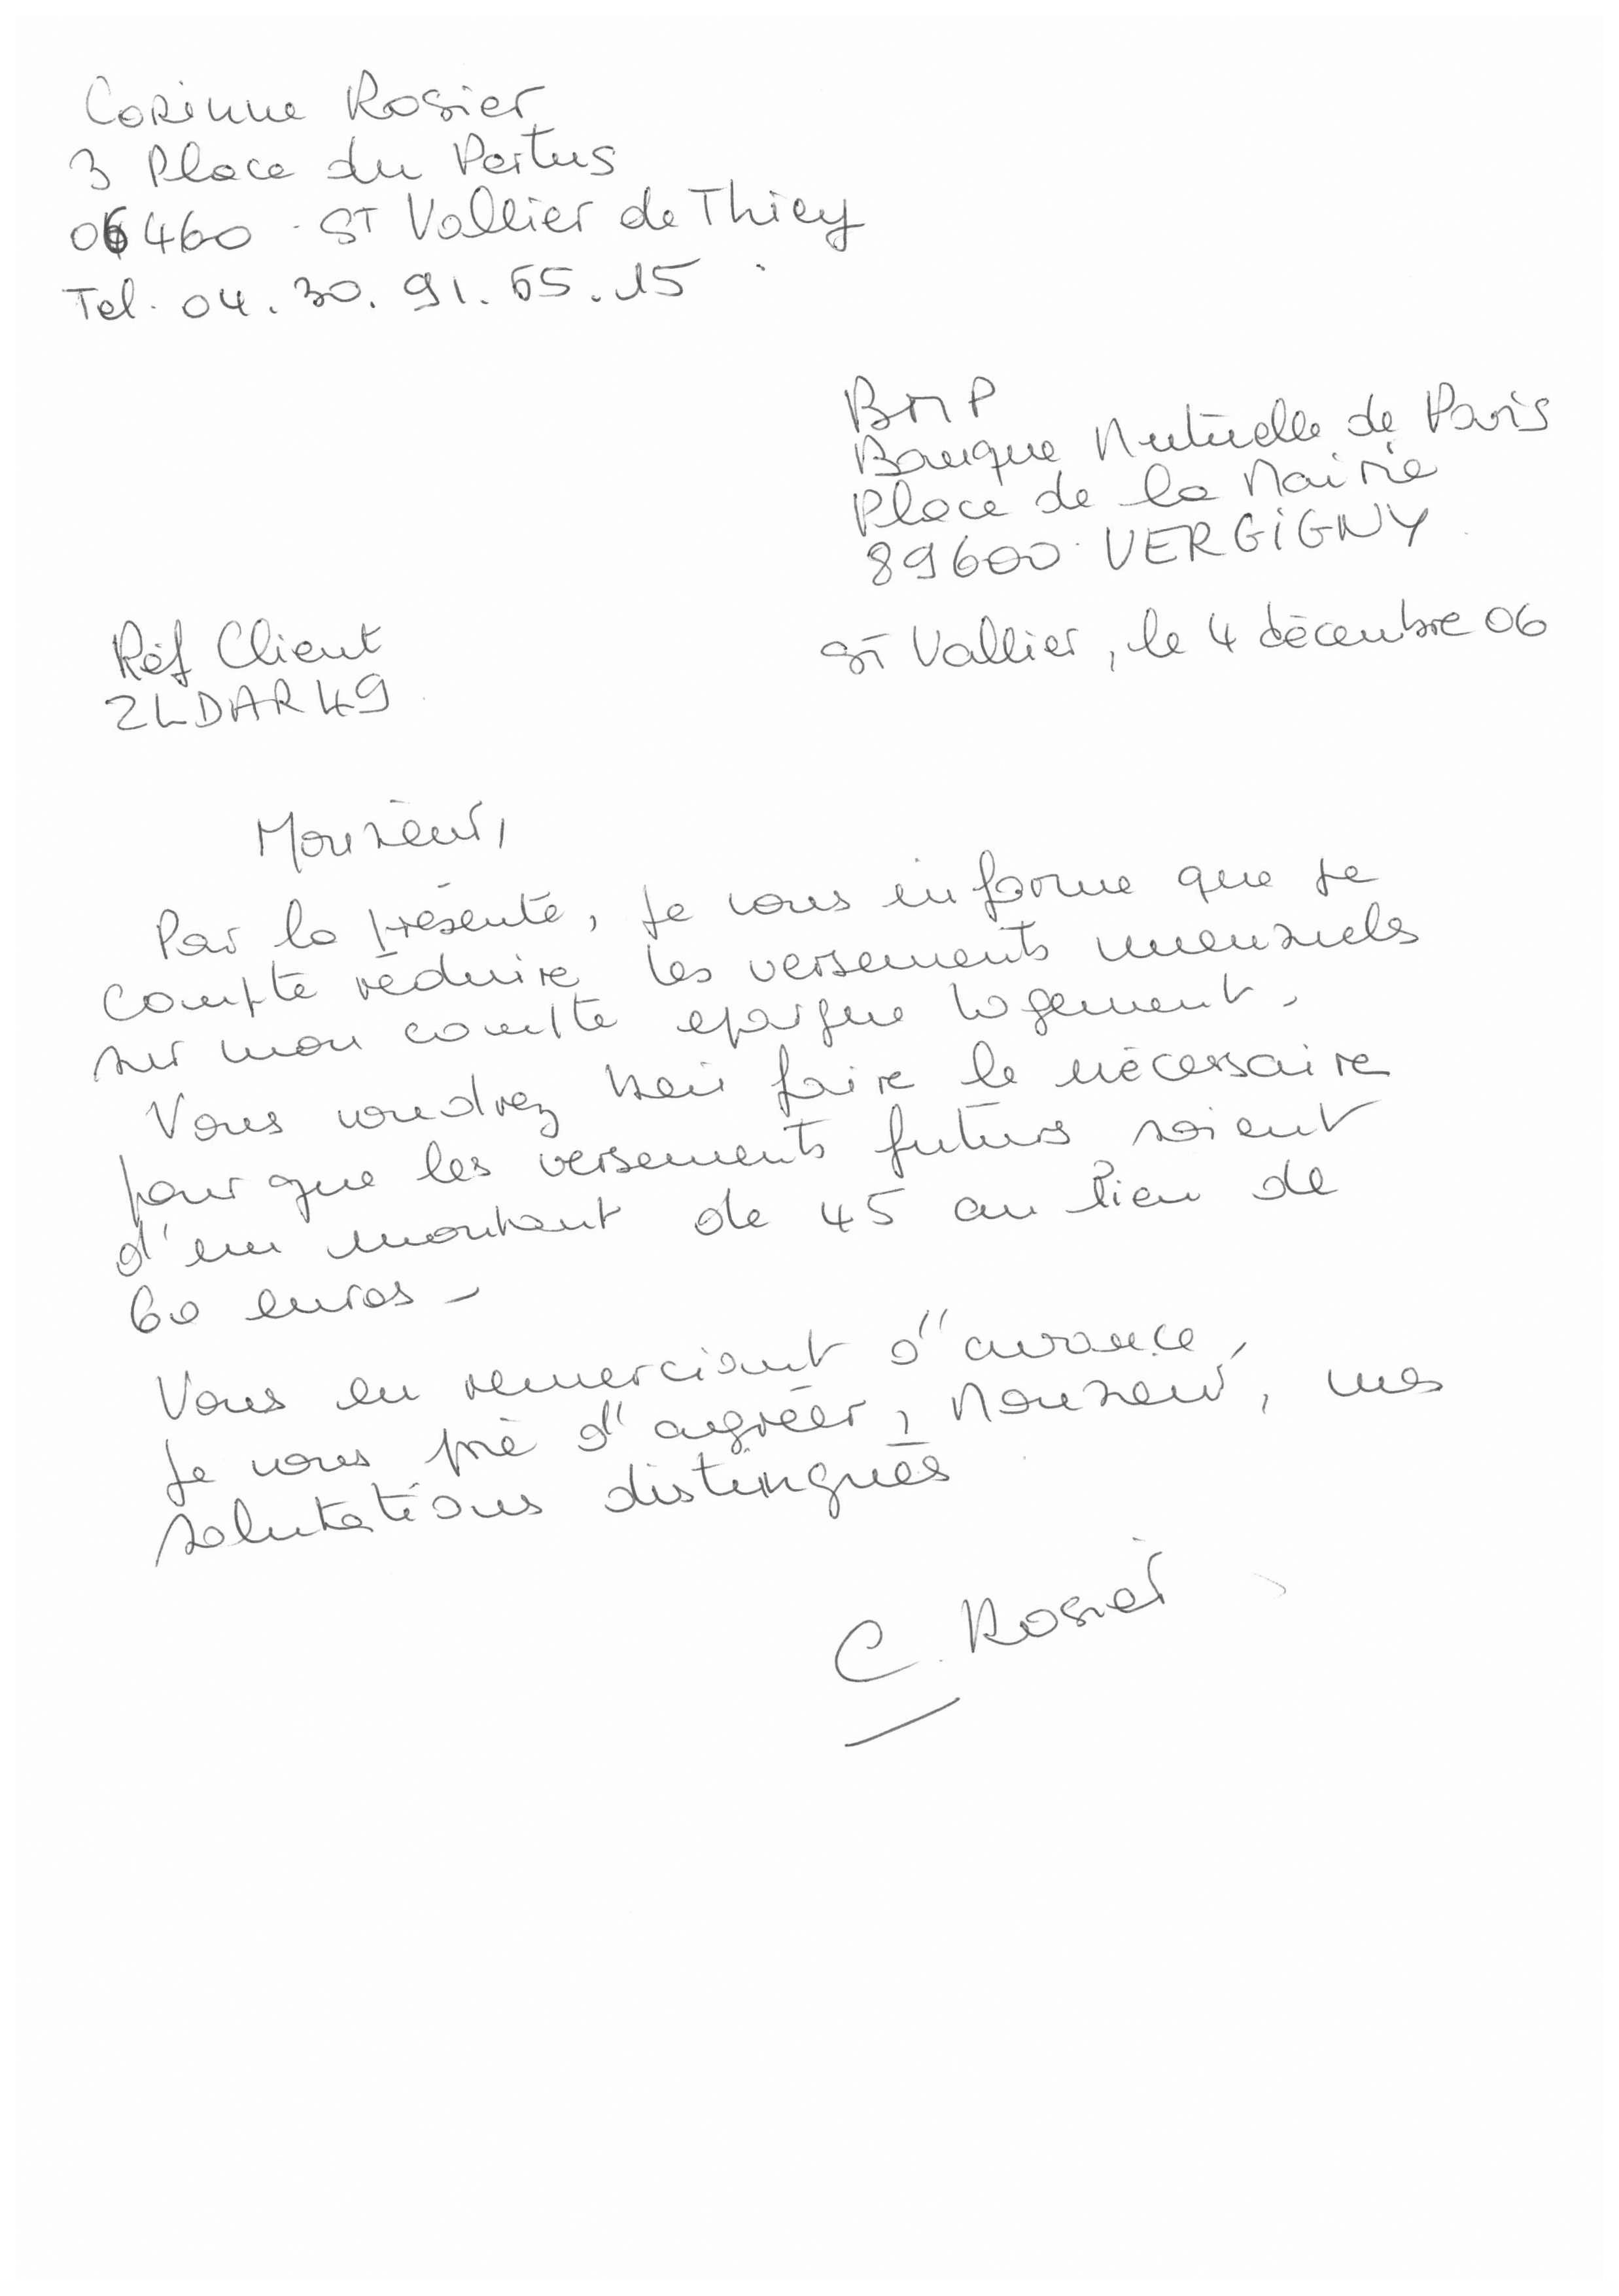 Corinne Rosier
3 Place du Pertus
06460 - ST Vallier de Thiey
Tel. 04.30.91.65.15
BMP
Banque Mutuelle de Paris
Place de la Mairie
89600 VERGIGNY
St Vallier, le 4 décembre 06
Réf Client
ZLDAR49
Monsieur,
Par la présente, je vous informe que je
compte réduire les versements mensuels
sur mon compte epargne logement.
Vous voudrez bien faire le nécessaire
pour que les versements futurs soient
d'un montant de 45 au lieu de
60 euros -
Vous en remerciant d'avance,
je vous prie d'agréer, Monsieur, mes
salutations distinguées
C. Rosier